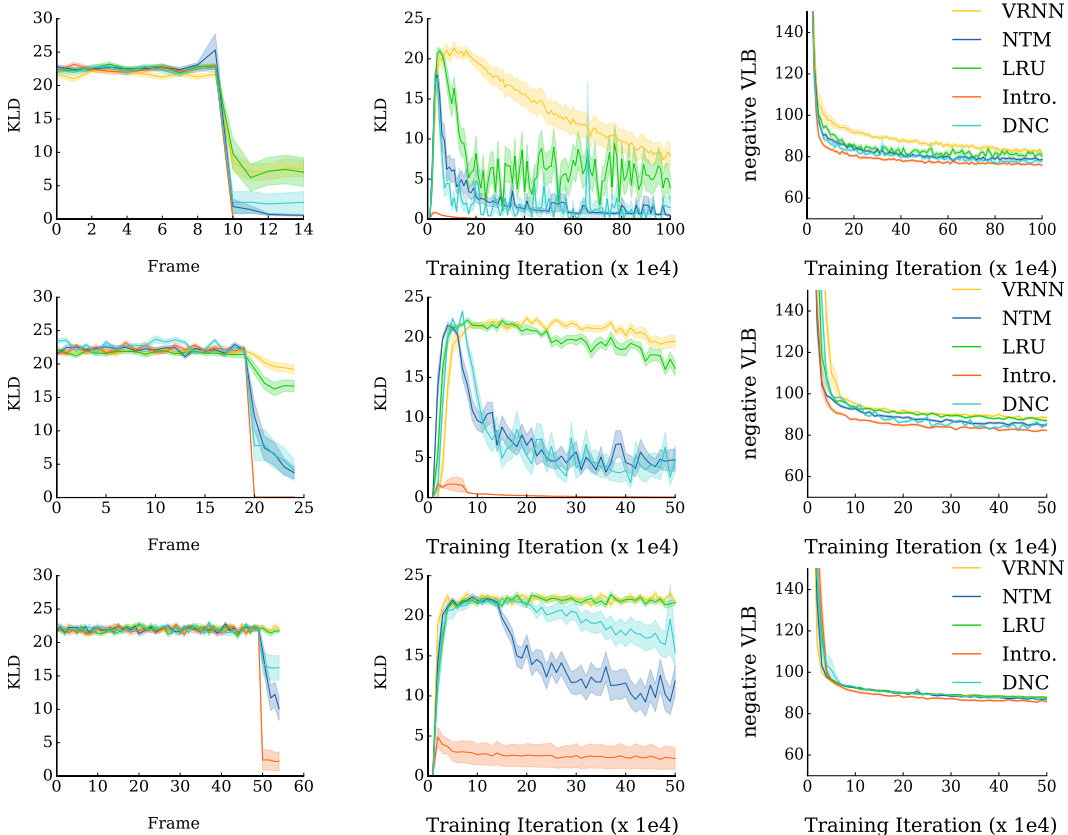 30
25
20
15
10
5
0
KLD
0 2 4 6 8 10 12 14
Frame
25
20
15
10
5
0
KLD
0 20 40 60 80 100
Training Iteration (x 1e4)
140
120
100
80
60
negative VLB
VRNN
NTM
LRU
Intro.
DNC
20 40 60 80 100
Training Iteration (x 1e4)
30
25
20
15
10
5
0
KLD
0 5 10 15 20 25
Frame
25
20
15
10
5
0
KLD
0 10 20 30 40 50
Training Iteration (x 1e4)
140
120
100
80
60
negative VLB
VRNN
NTM
LRU
Intro.
DNC
0 10 20 30 40 50
Training Iteration (x 1e4)
30
25
20
15
10
5
0
KLD
0 10 20 30 40 50 60
Frame
25
20
15
10
5
0
KLD
0 10 20 30 40 50
Training Iteration (x 1e4)
140
120
100
80
60
negative VLB
VRNN
NTM
LRU
Intro.
DNC
0 10 20 30 40 50
Training Iteration (x 1e4)